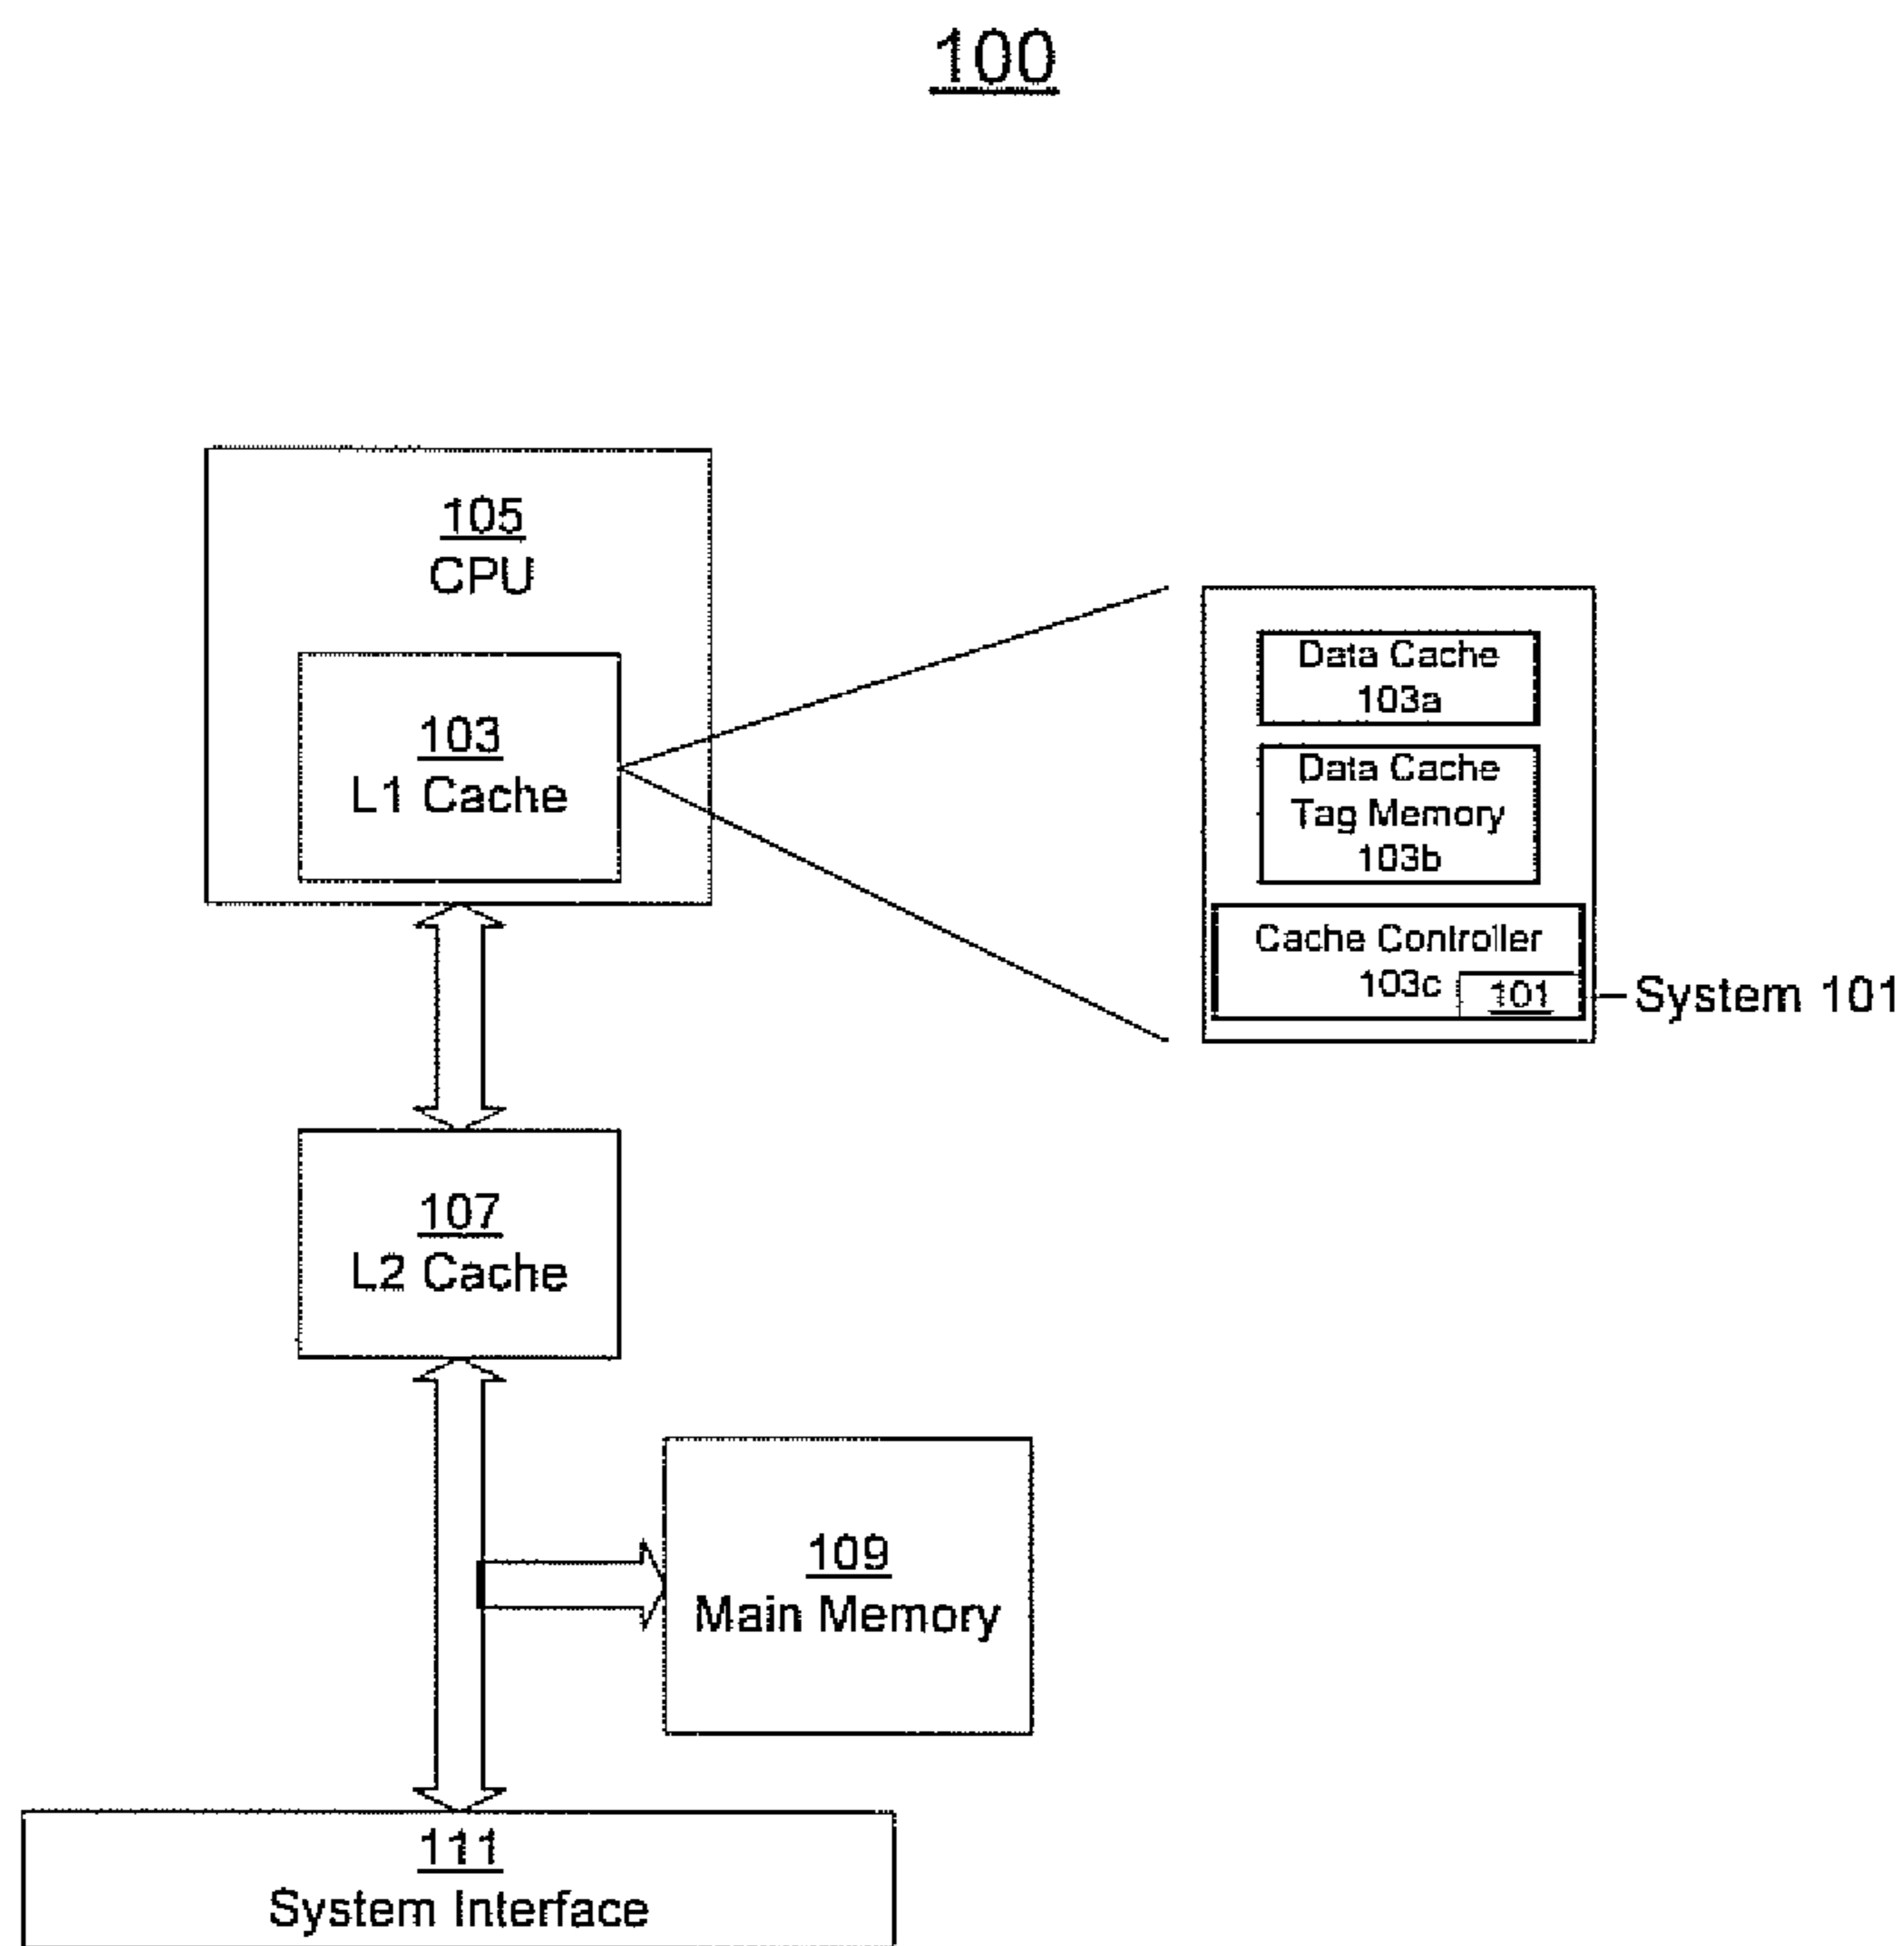 100
105
CPU
103
L1 Cache
Data Cache
103a
Data Cache
Tag Memory
103b
Cache Controller
103c
101
System 101
107
L2 Cache
109
Main Memory
111
System Interface